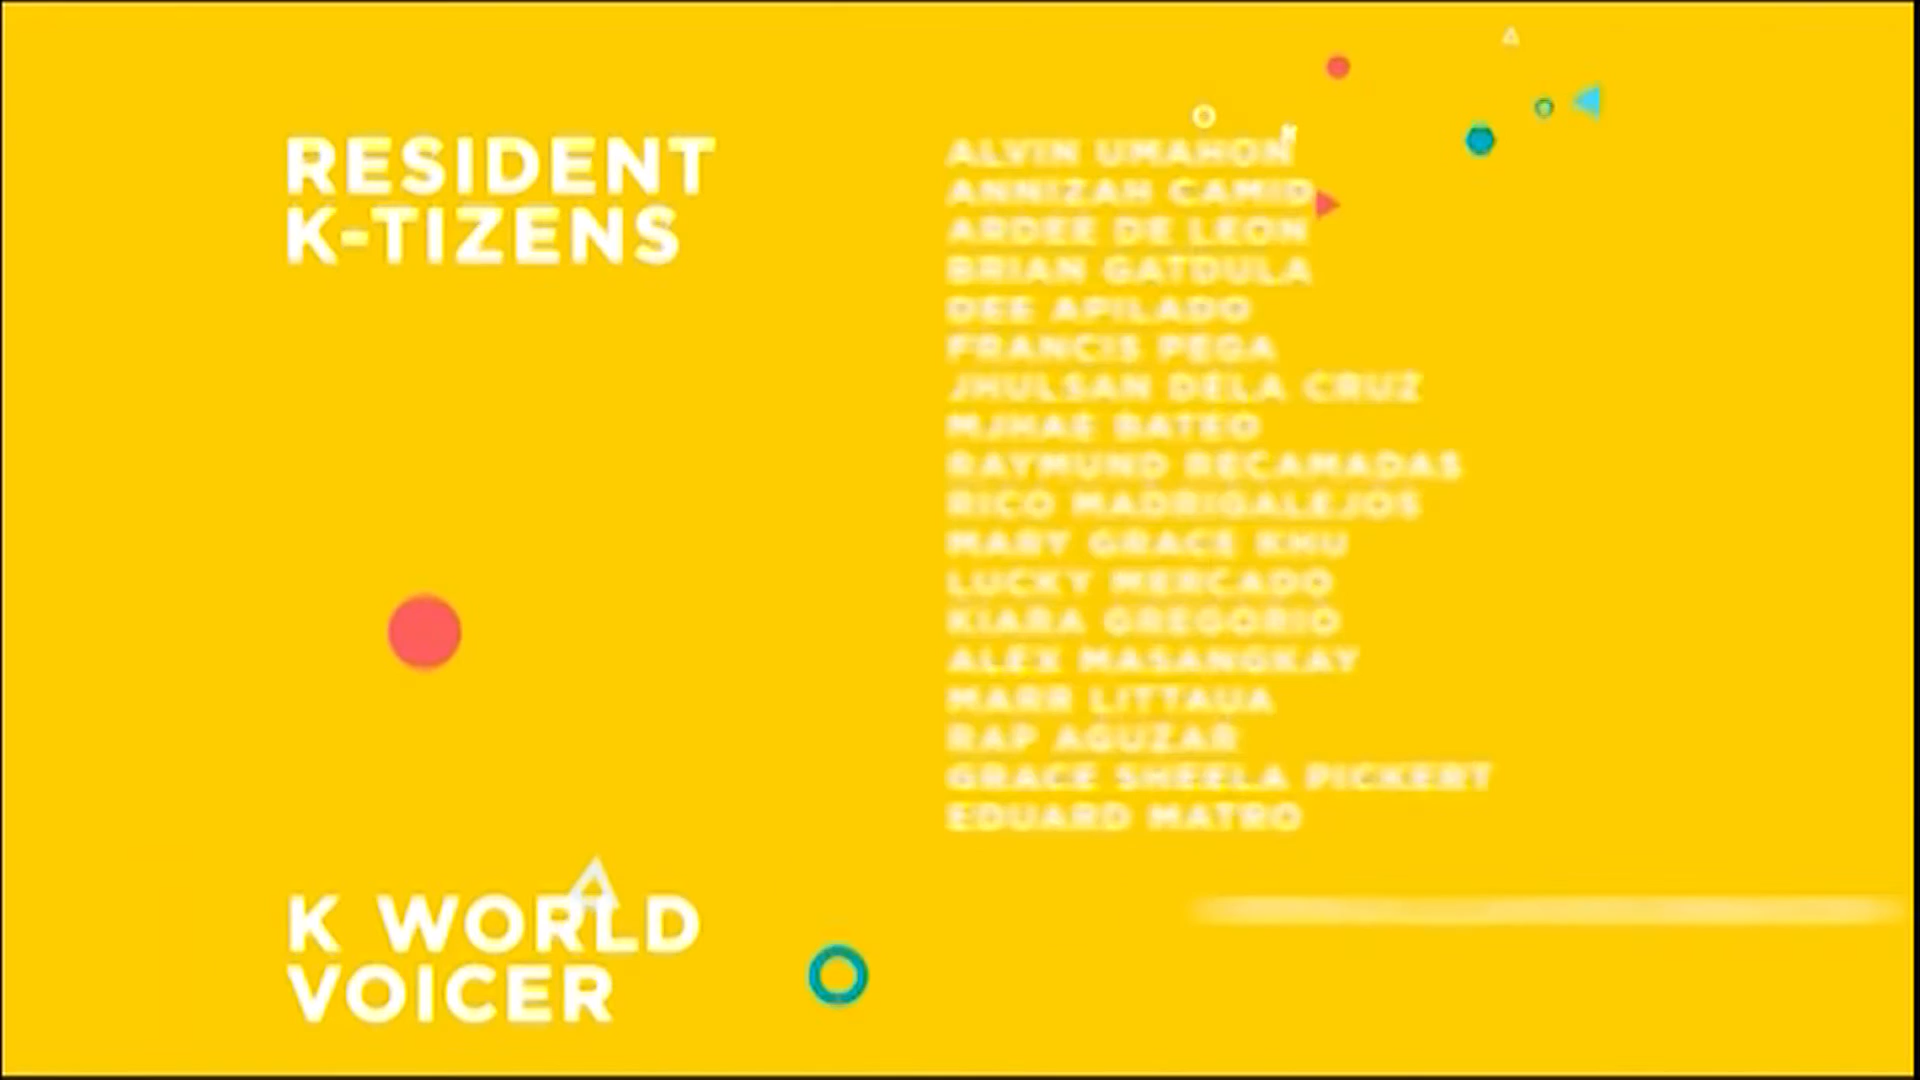 RESIDENT
K-TIZENS
ALVIN UMAHON
ANNIZAH CAMID
ARDEE DE LEON
BRIAN GATDULA
DEE APILADO
FRANCIS PEGA
JHULSAN DELA CRUZ
MJHAE BATEO
RAYMUND RECAMADAS
RICO MADRIGALEJOS
MARY GRACE KHU
LUCKY MERCADO
KIARA GREGORIO
ALEX MASANGKAY
MARR LITTAUA
RAP AGUZAR
GRACE SHEELA PICKERT
EDUARD MATRO
K WORLD
VOICER